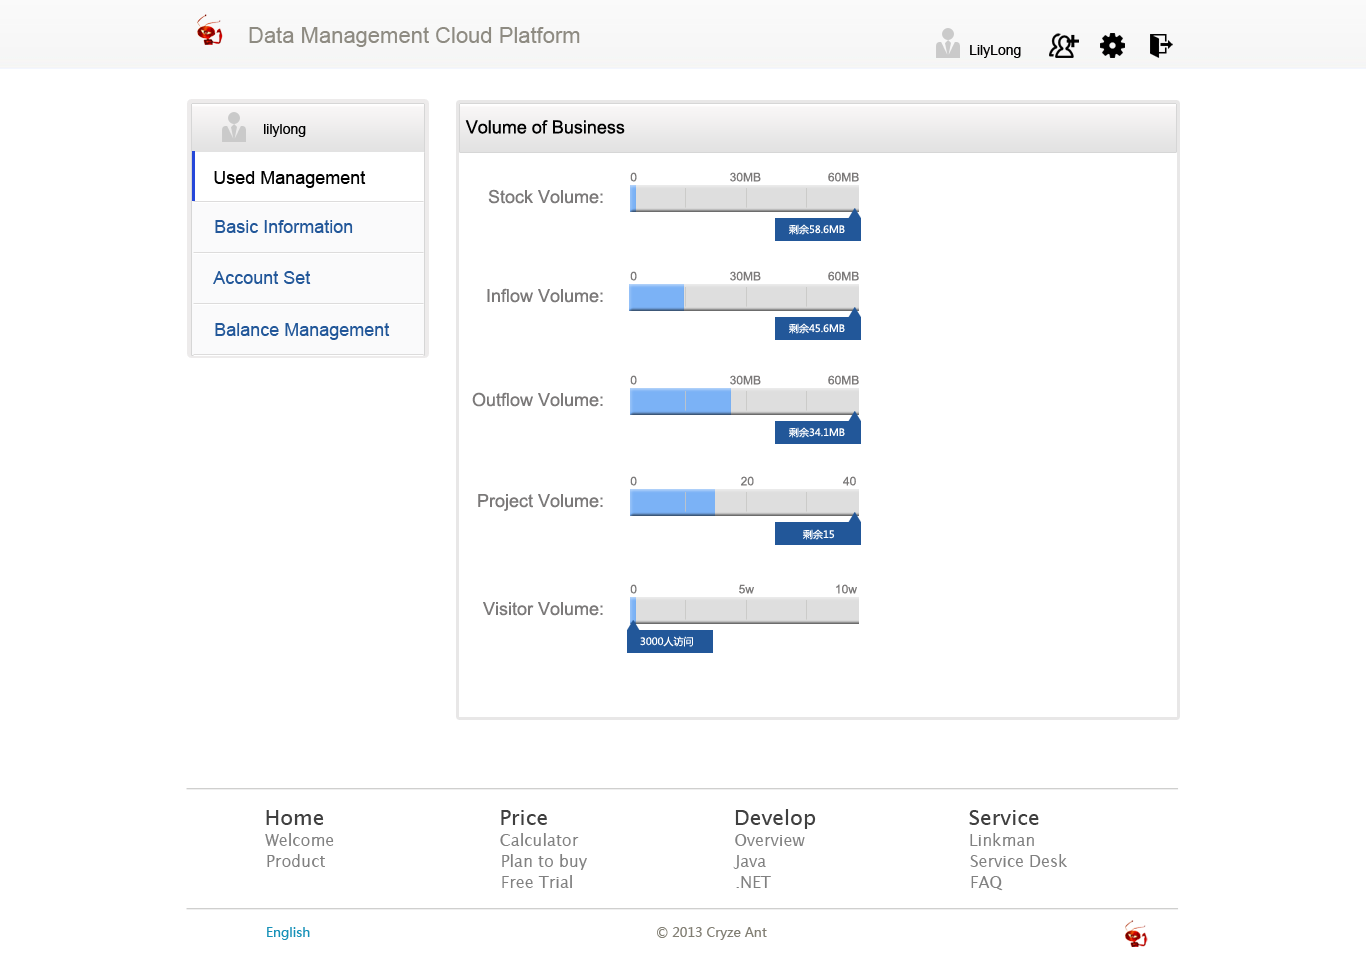 Data Management Cloud Platform
LilyLong
lilylong
Used Management
Basic Information
Account Set
Balance Management
Volume of Business
0 30MB 60MB
Stock Volume:
剩余58.6MB
0 30MB 60MB
Inflow Volume:
剩余45.6MB
0 30MB 60MB
Outflow Volume:
剩余34.1MB
0 20 40
Project Volume:
剩余15
0 5w 10w
Visitor Volume:
3000人访问
Home
Welcome
Product
Price
Calculator
Plan to buy
Free Trial
Develop
Overview
Java
.NET
Service
Linkman
Service Desk
FAQ
English
© 2013 Cryze Ant